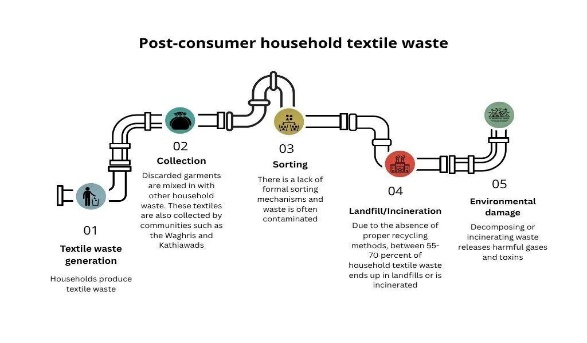 Post-consumer household textile waste
01
Textile waste
generation
Households produce
textile waste
02
Collection
Discarded garments
are mixed in with
other household
waste. These textiles
are also collected by
communities such as
the Waghris and
Kathiawads
03
Sorting
There is a lack of
formal sorting
mechanisms and
waste is often
contaminated
04
Landfill/Incineration
Due to the absence of
proper recycling
methods, between 55-
70 percent of
household textile waste
ends up in landfills or is
incinerated
05
Environmental
damage
Decomposing or
incinerating waste
releases harmful gases
and toxins